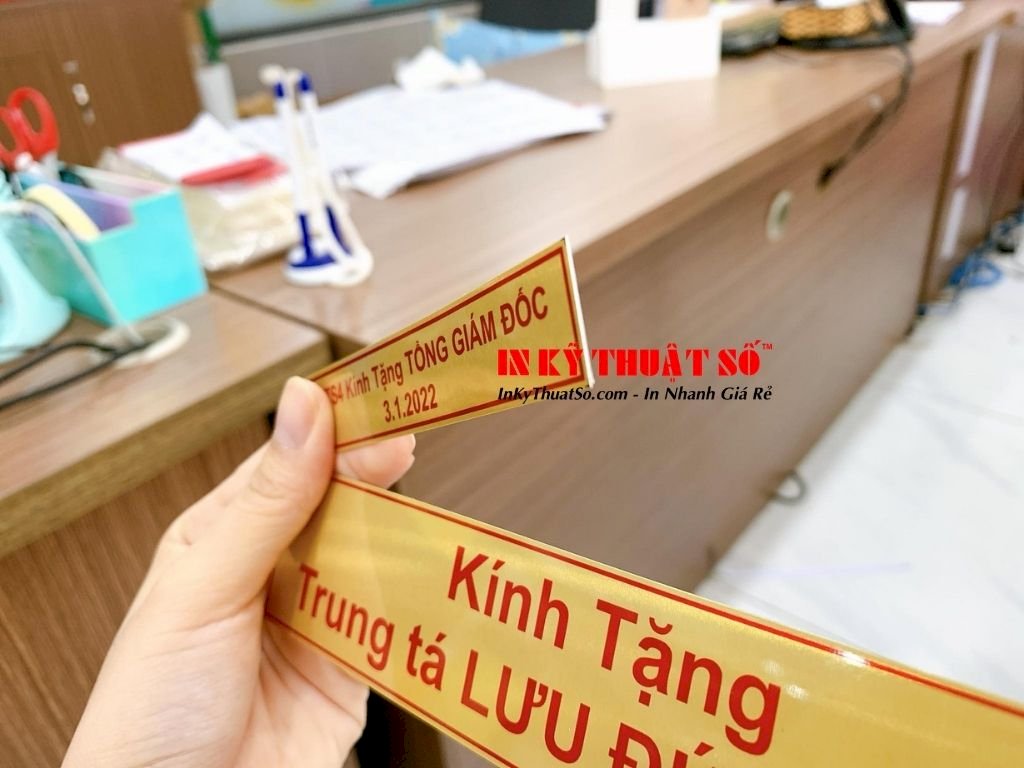 TS4 Kính Tặng TỔNG GIÁM ĐỐC
3.1.2022
IN KỸ THUẬT SỐ™
InKyThuatSo.com - In Nhanh Giá Rẻ
Kính Tặng
Trung tá LƯU